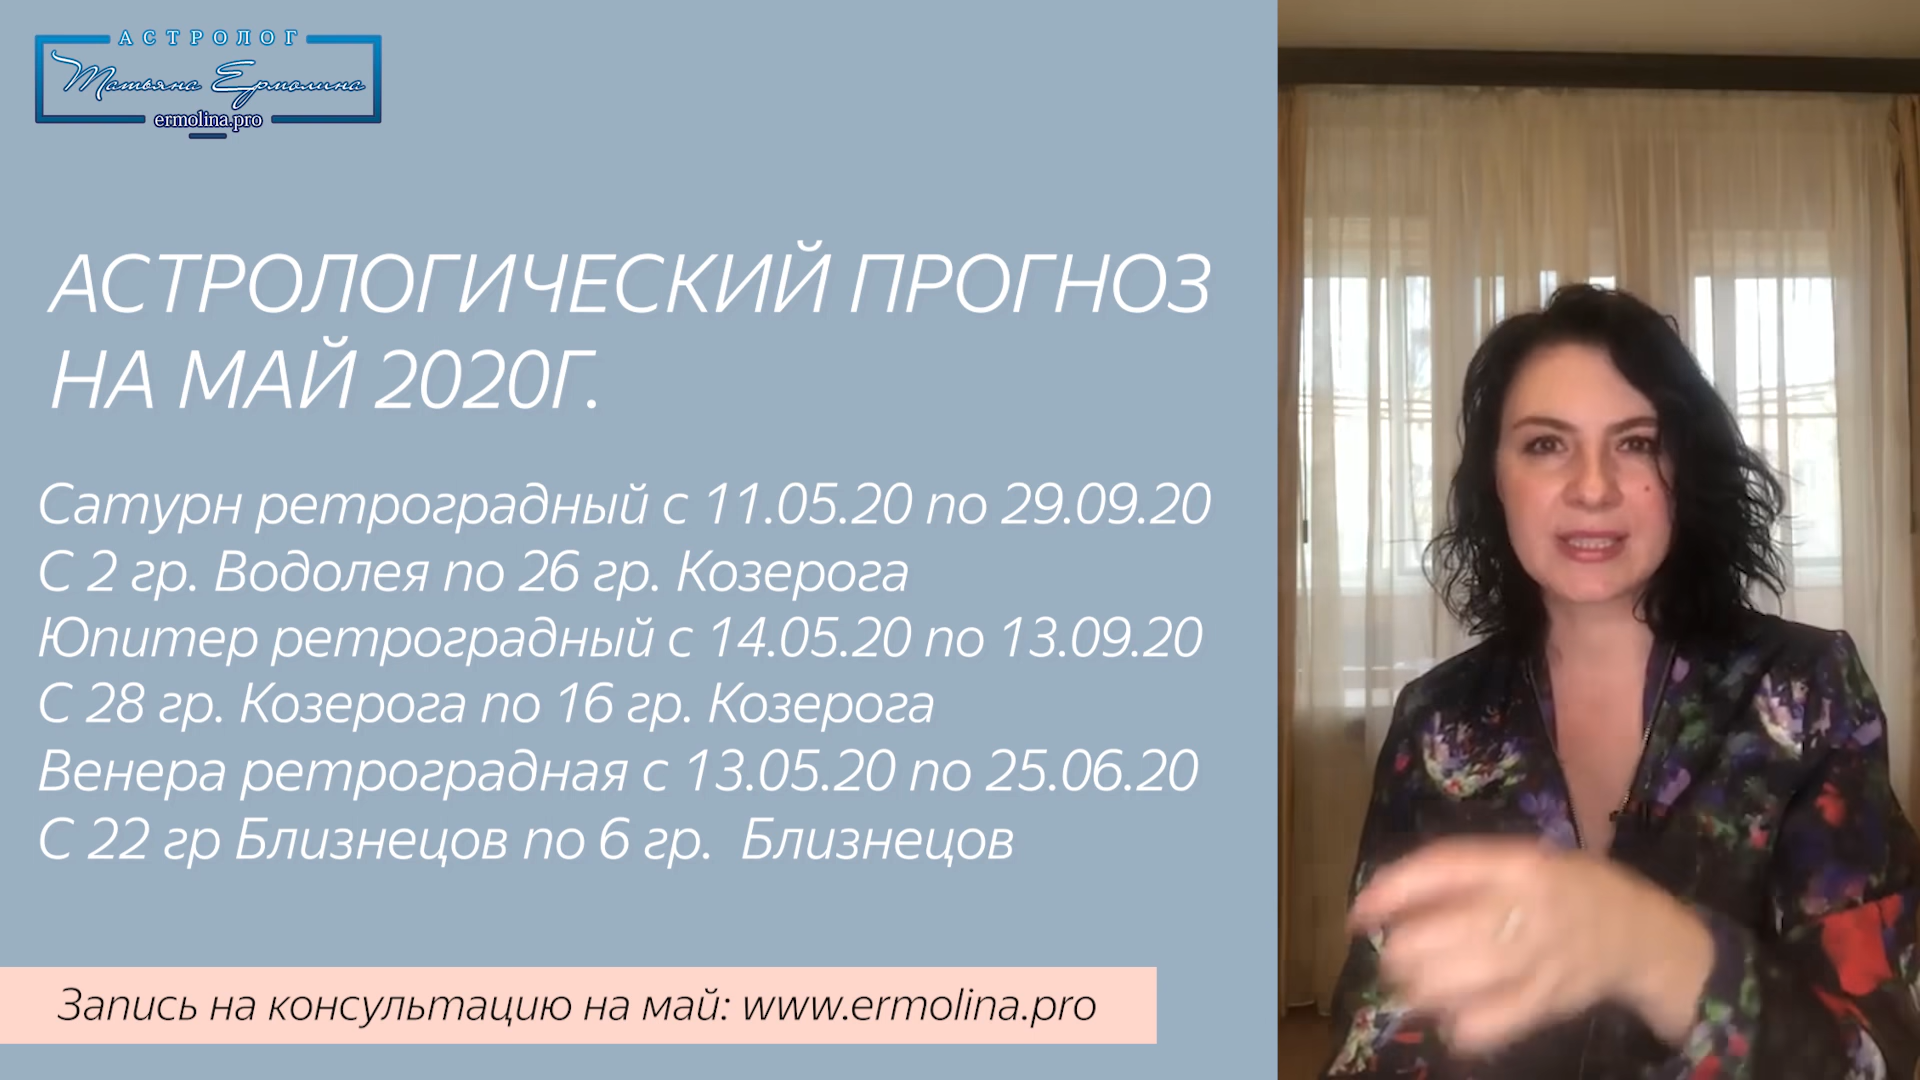 АСТРОЛОГ
Татьяна Ермолина
ermolina.pro
АСТРОЛОГИЧЕСКИЙ ПРОГНОЗ
НА МАЙ 2020Г.
Сатурн ретроградный с 11.05.20 по 29.09.20
С 2 гр. Водолея по 26 гр. Козерога
Юпитер ретроградный с 14.05.20 по 13.09.20
С 28 гр. Козерога по 16 гр. Козерога
Венера ретроградная с 13.05.20 по 25.06.20
С 22 гр Близнецов по 6 гр. Близнецов
Запись на консультацию на май: www.ermolina.pro